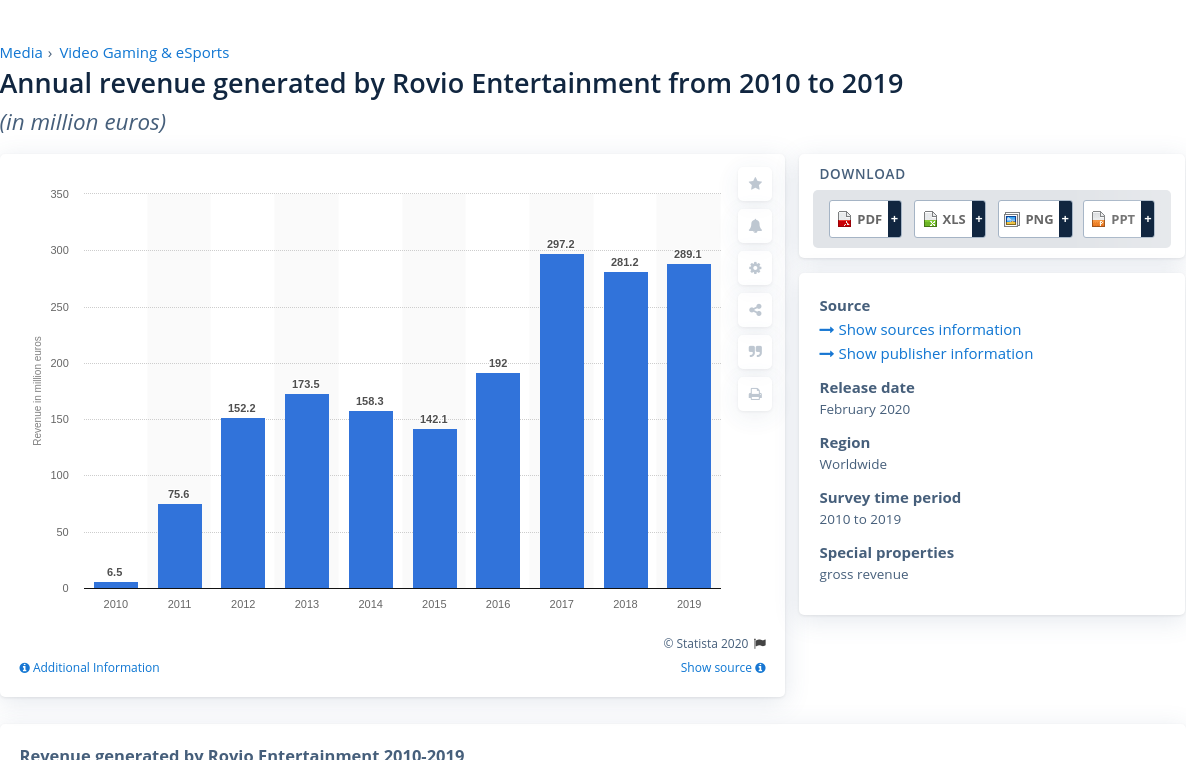 Media › Video Gaming & eSports
Annual revenue generated by Rovio Entertainment from 2010 to 2019
(in million euros)
350
300
250
200
150
100
50
0
Revenue in million euros
6.5
75.6
152.2
173.5
158.3
142.1
192
297.2
281.2
289.1
2010 2011 2012 2013 2014 2015 2016 2017 2018 2019
© Statista 2020
Additional Information
Show source
DOWNLOAD
PDF + XLS + PNG + PPT +
Source
Show sources information
Show publisher information
Release date
February 2020
Region
Worldwide
Survey time period
2010 to 2019
Special properties
gross revenue
Revenue generated by Rovio Entertainment 2010-2019